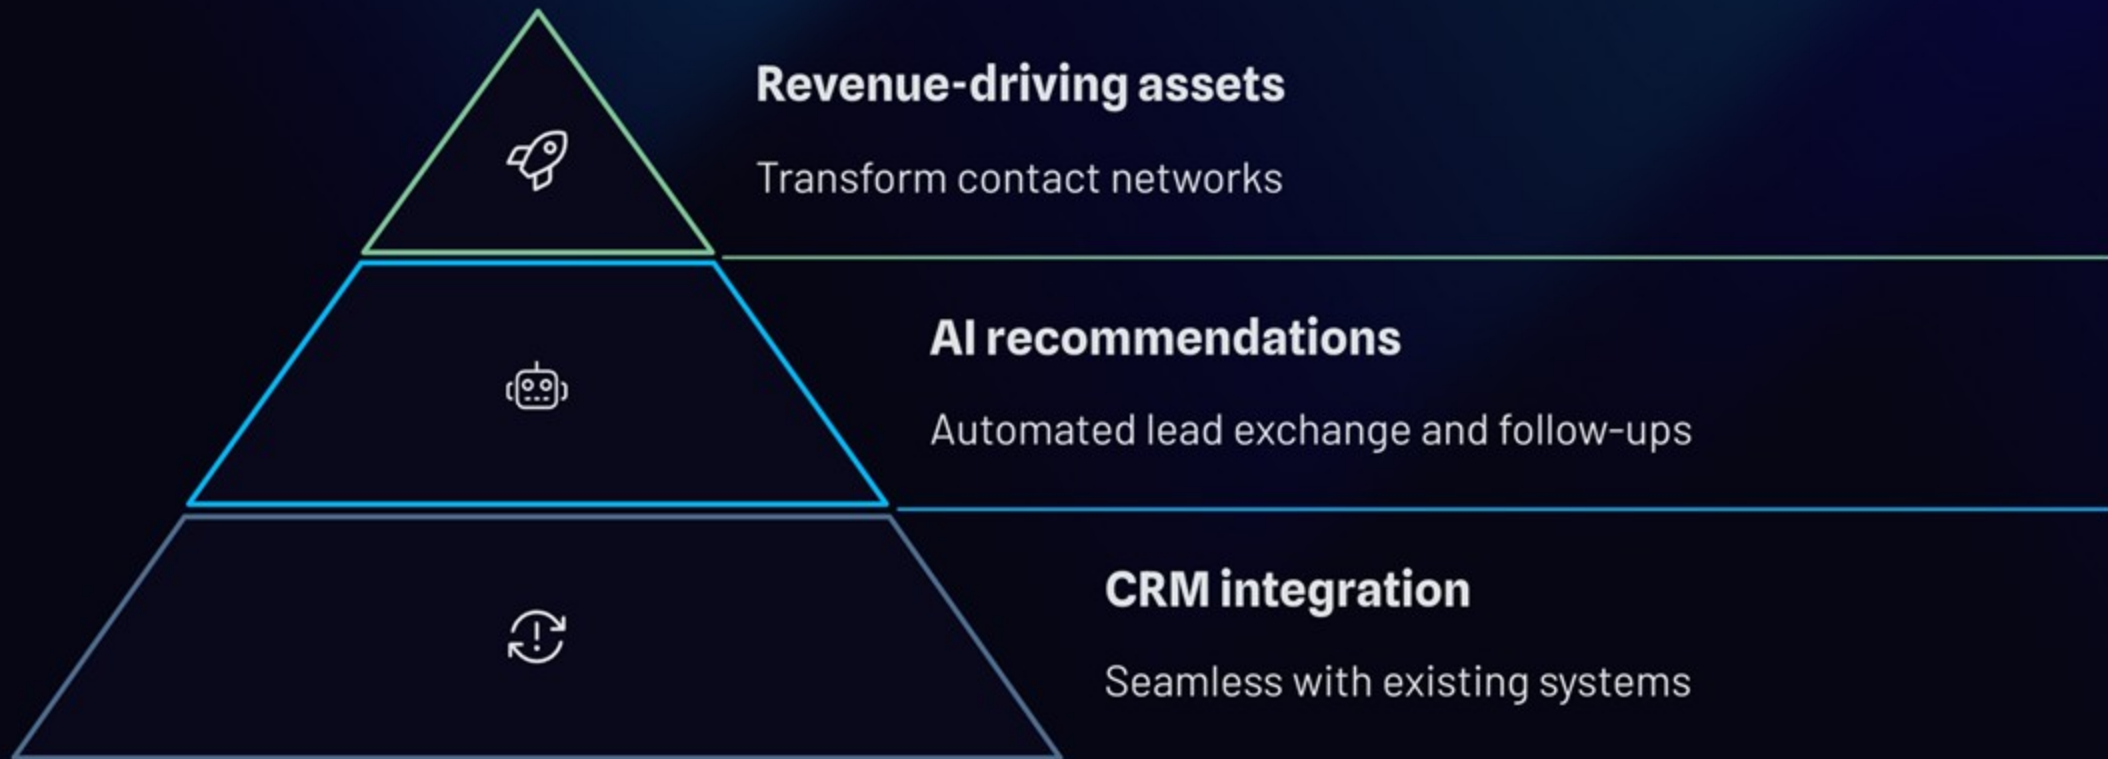 Revenue-driving assets
Transform contact networks
AI recommendations
Automated lead exchange and follow-ups
CRM integration
Seamless with existing systems